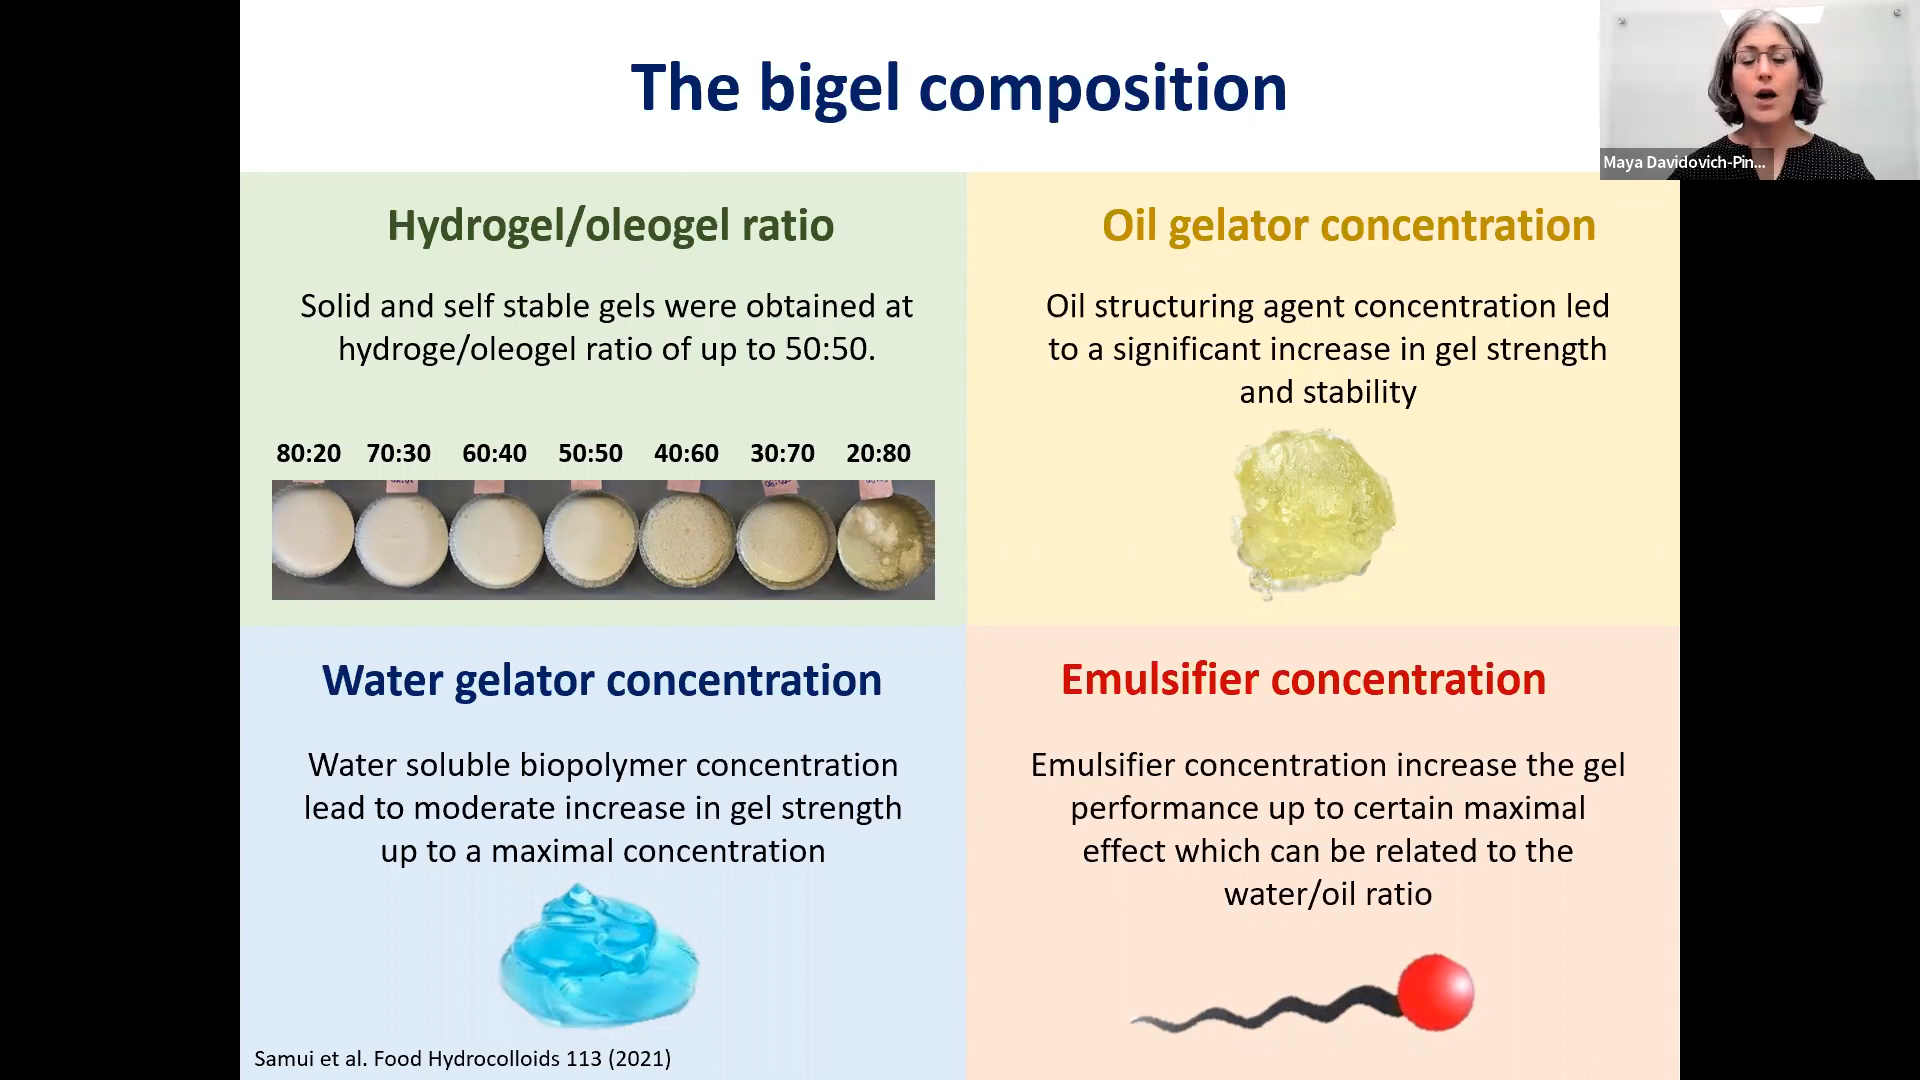 The bigel composition
Maya Davidovich-Pin...
Hydrogel/oleogel ratio
Solid and self stable gels were obtained at
hydroge/oleogel ratio of up to 50:50.
80:20 70:30 60:40 50:50 40:60 30:70 20:80
Oil gelator concentration
Oil structuring agent concentration led
to a significant increase in gel strength
and stability
Water gelator concentration
Water soluble biopolymer concentration
lead to moderate increase in gel strength
up to a maximal concentration
Emulsifier concentration
Emulsifier concentration increase the gel
performance up to certain maximal
effect which can be related to the
water/oil ratio
Samui et al. Food Hydrocolloids 113 (2021)